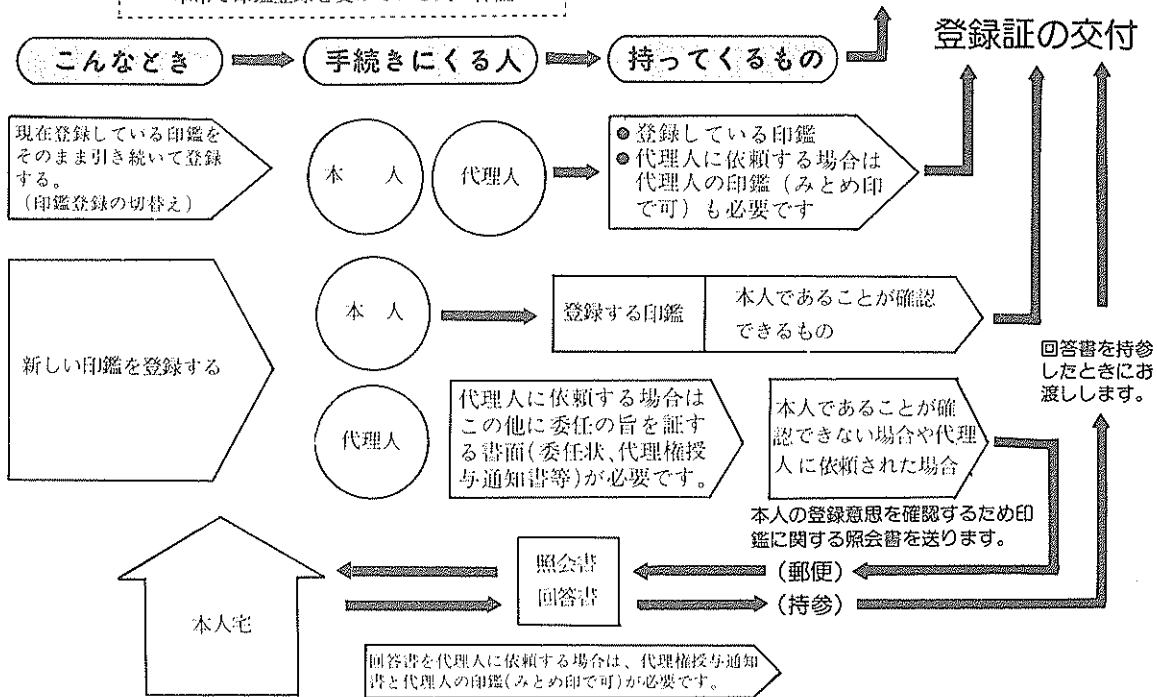 登録証の交付
こんなとき
手続きにくる人
持ってくるもの
現在登録している印鑑を
そのまま引き続いて登録
する。
(印鑑登録の切替え)
本 人
代理人
●登録している印鑑
●代理人に依頼する場合は
代理人の印鑑(みとめ印
で可)も必要です
新しい印鑑を登録する
本 人
登録する印鑑
本人であることが確認
できるもの
代理人
代理人に依頼する場合は
この他に委任の旨を証す
る書面(委任状、代理権授
与通知書等)が必要です。
本人であることが確
認できない場合や代理
人に依頼された場合
回答書を持参
したときにお
渡しします。
本人の登録意思を確認するため印
鑑に関する照会書を送ります。
本人宅
照会書
回答書
(郵便)
(持参)
回答書を代理人に依頼する場合は、代理権授与通知
書と代理人の印鑑(みとめ印で可)が必要です。